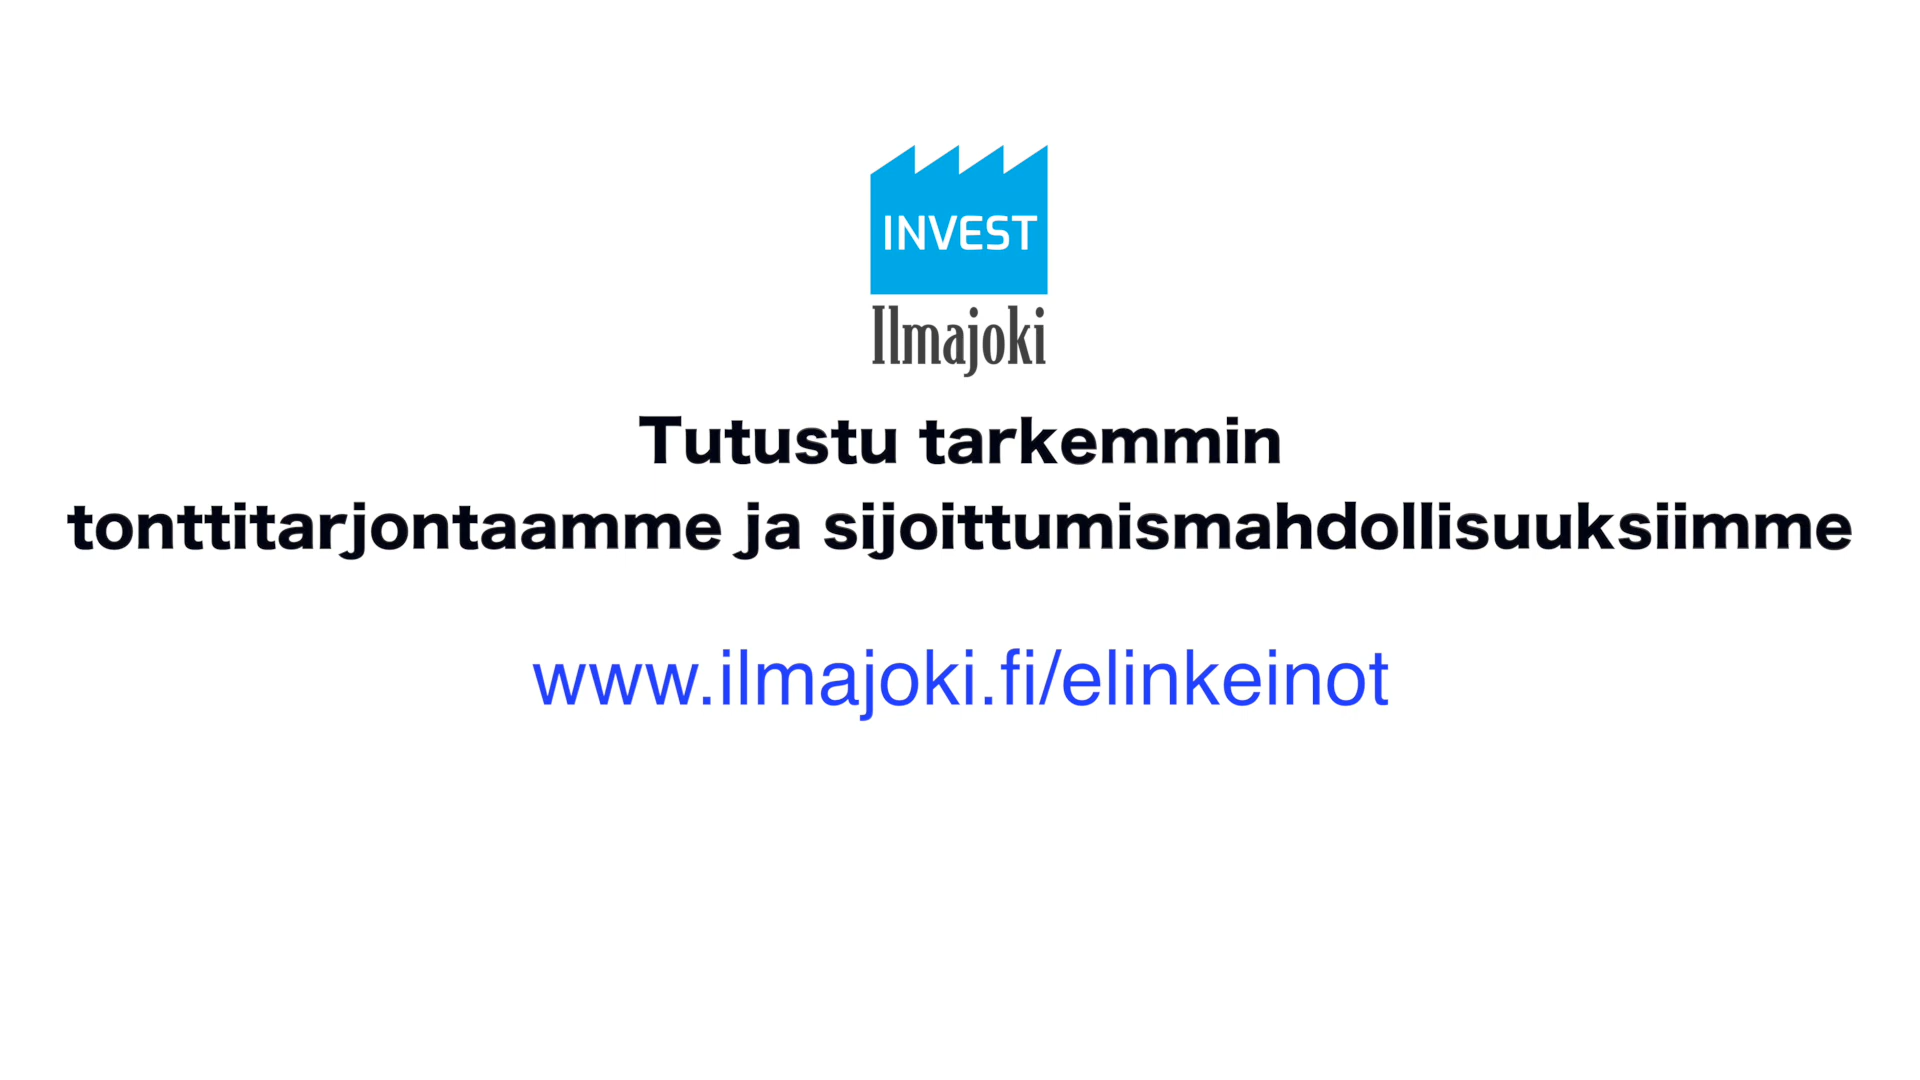 INVEST
Ilmajoki
Tutustu tarkemmin
tonttitarjontaamme ja sijoittumismahdollisuuksiimme
www.ilmajoki.fi/elinkeinot